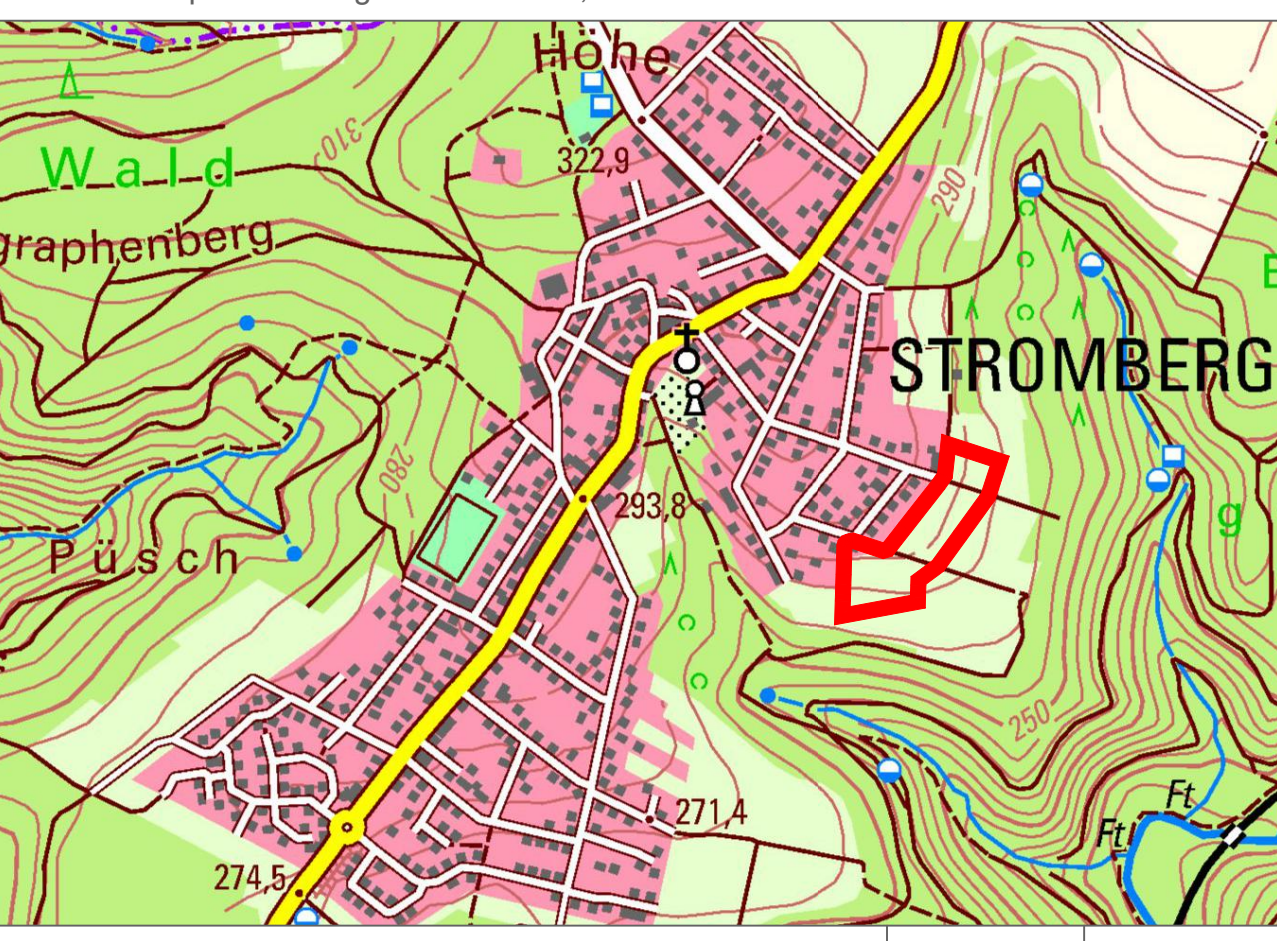 Höhe
310
322,9
Wald
graphenberg
290
STROMBERG
280
293,8
g
Püsch
250
Ft
271,4
Ft
274,5